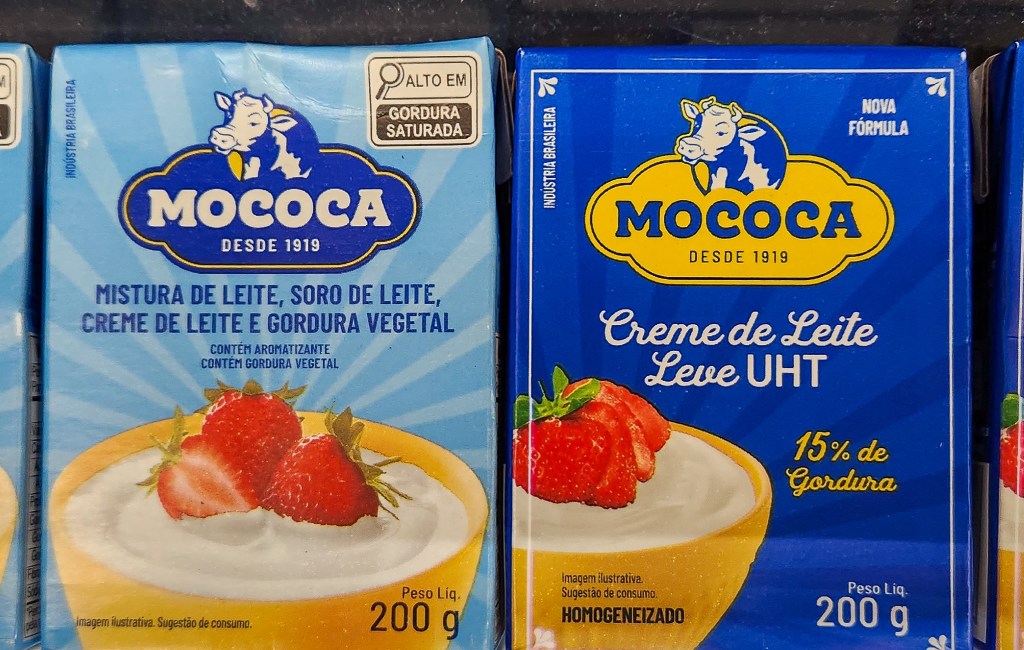 INDÚSTRIA BRASILEIRA
ALTO EM
GORDURA
SATURADA
MOCOCA
DESDE 1919
MISTURA DE LEITE, SORO DE LEITE,
CREME DE LEITE E GORDURA VEGETAL
CONTÉM AROMATIZANTE
CONTÉM GORDURA VEGETAL
Imagem ilustrativa. Sugestão de consumo.
Peso Liq.
200 g
INDÚSTRIA BRASILEIRA
NOVA
FÓRMULA
MOCOCA
DESDE 1919
Creme de Leite
Leve UHT
15% de
Gordura
Imagem ilustrativa.
Sugestão de consumo.
HOMOGENEIZADO
Peso Liq.
200 g